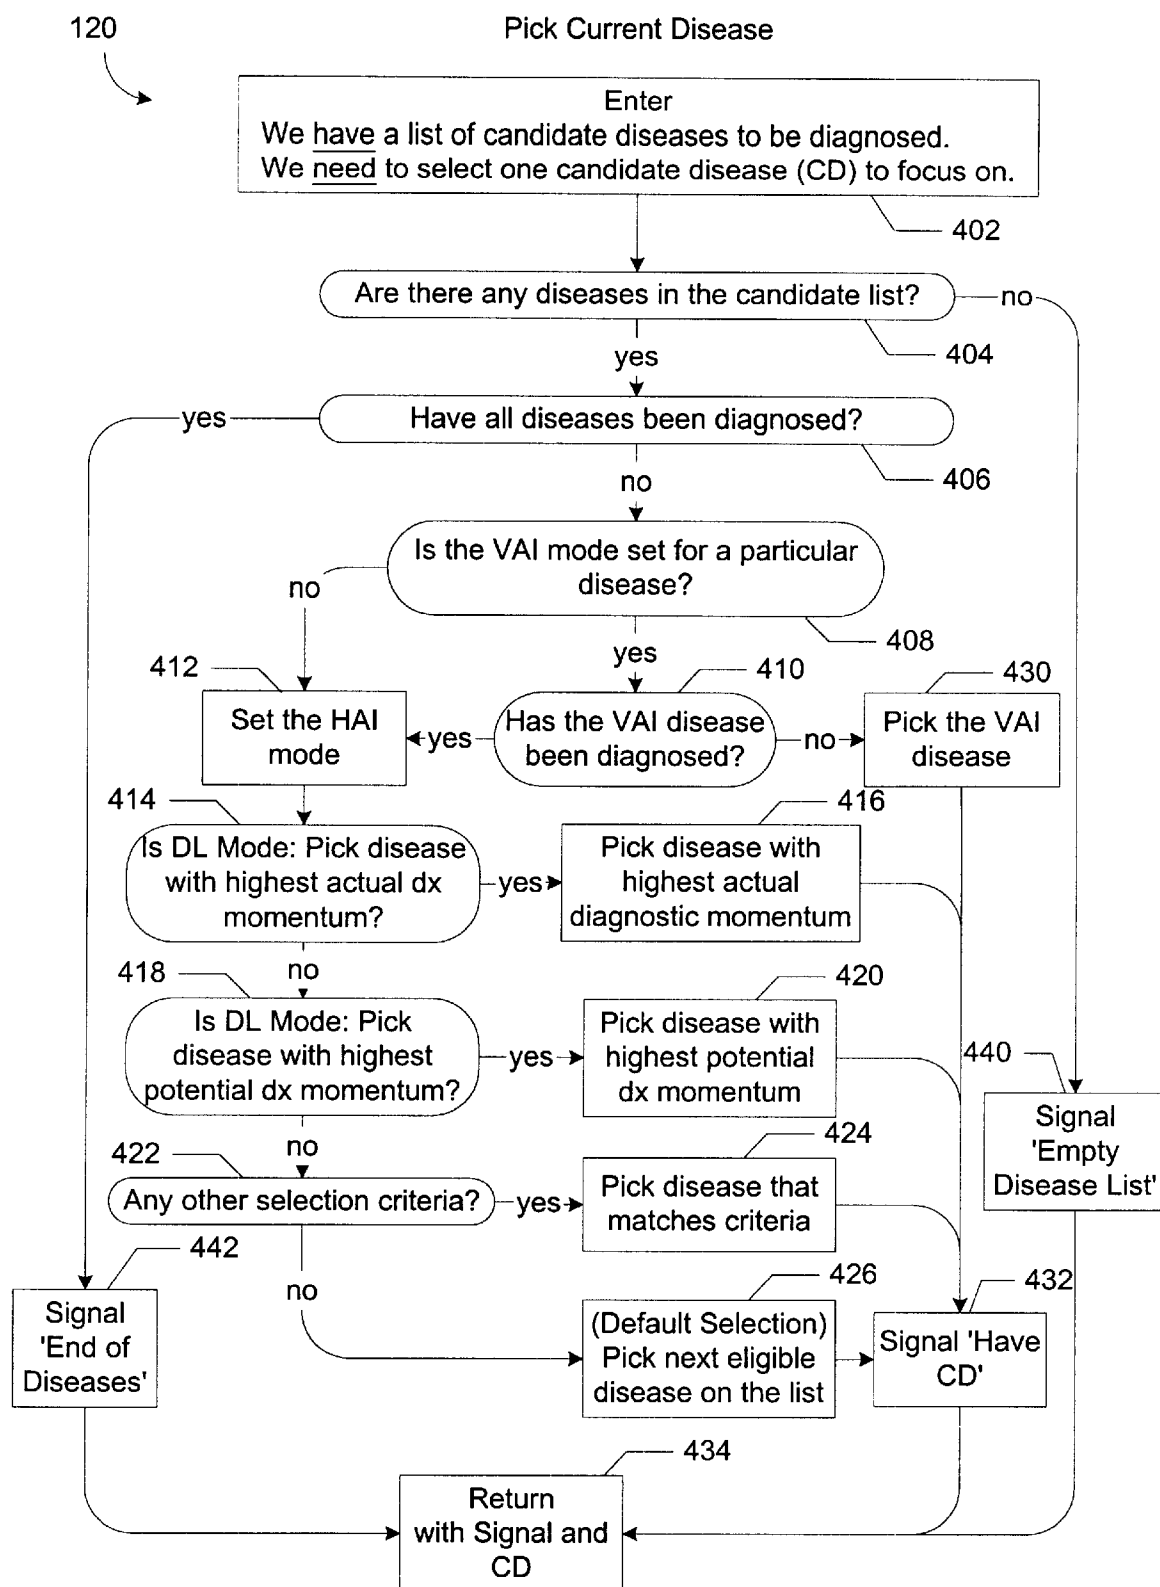 120
Pick Current Disease
Enter
We have a list of candidate diseases to be diagnosed.
We need to select one candidate disease (CD) to focus on.
402
Are there any diseases in the candidate list?
no
404
yes
yes
Have all diseases been diagnosed?
406
no
Is the VAI mode set for a particular
disease?
no
408
yes
412
410
430
Set the HAI
mode
yes
Has the VAI disease
been diagnosed?
no
Pick the VAI
disease
414
416
Is DL Mode: Pick disease
with highest actual dx
momentum?
yes
Pick disease with
highest actual
diagnostic momentum
no
418
420
Is DL Mode: Pick
disease with highest
potential dx momentum?
yes
Pick disease with
highest potential
dx momentum
440
Signal
'Empty
Disease List'
no
422
424
Any other selection criteria?
yes
Pick disease that
matches criteria
442
no
426
432
Signal
'End of
Diseases'
(Default Selection)
Pick next eligible
disease on the list
Signal 'Have
CD'
434
Return
with Signal and
CD